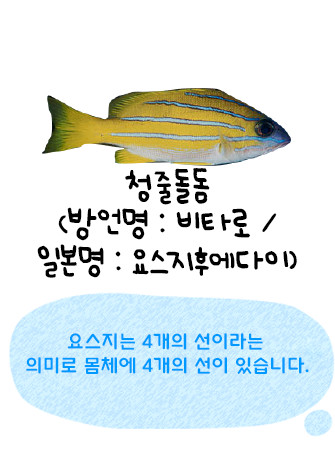 청줄돌돔
(방언명 : 비타로 /
일본명 : 요스지후에다이)
요스지는 4개의 선이라는
의미로 몸체에 4개의 선이 있습니다.